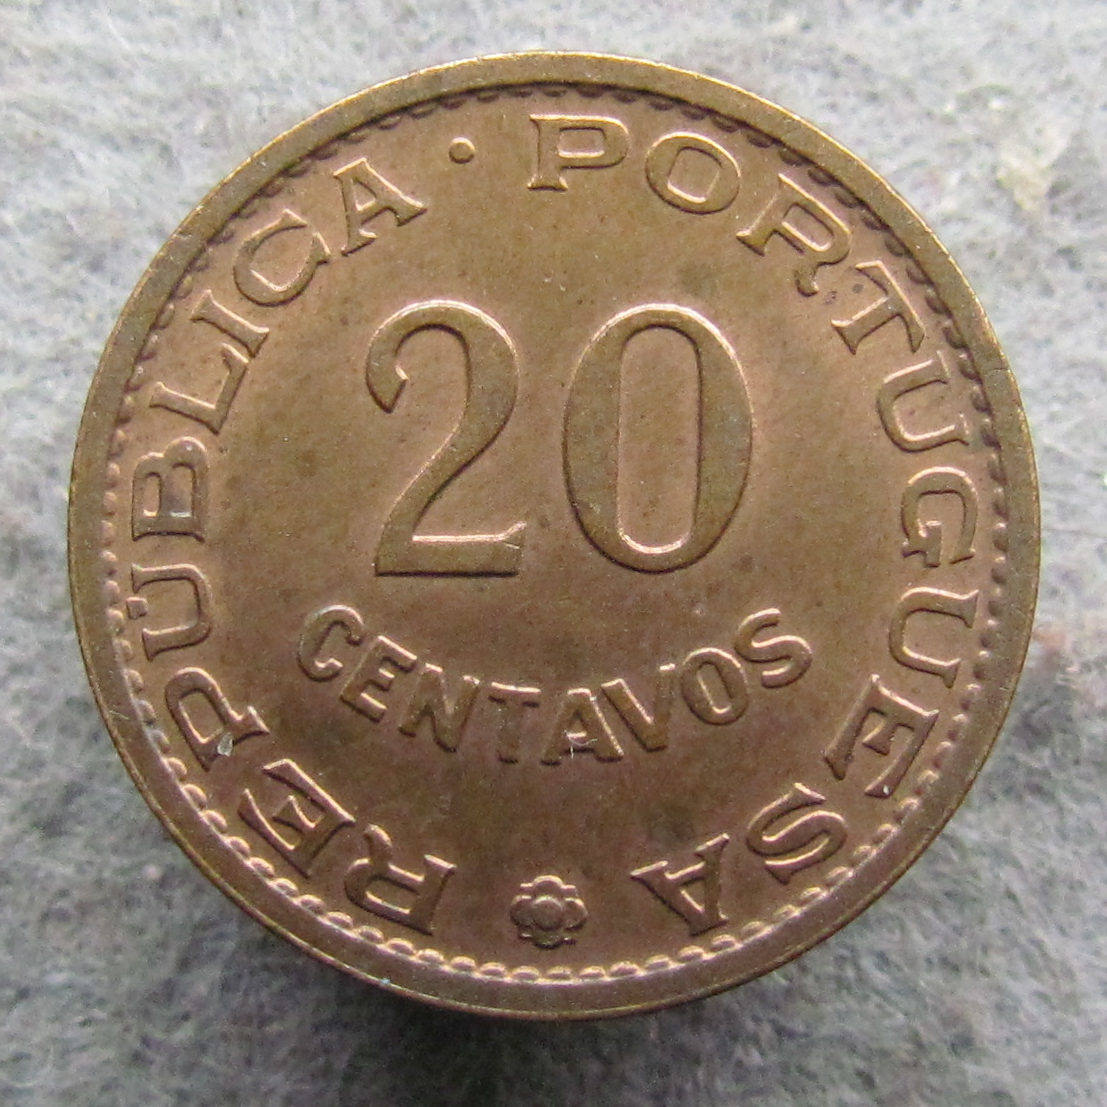 REPÚBLICA · PORTUGUESA
20
CENTAVOS